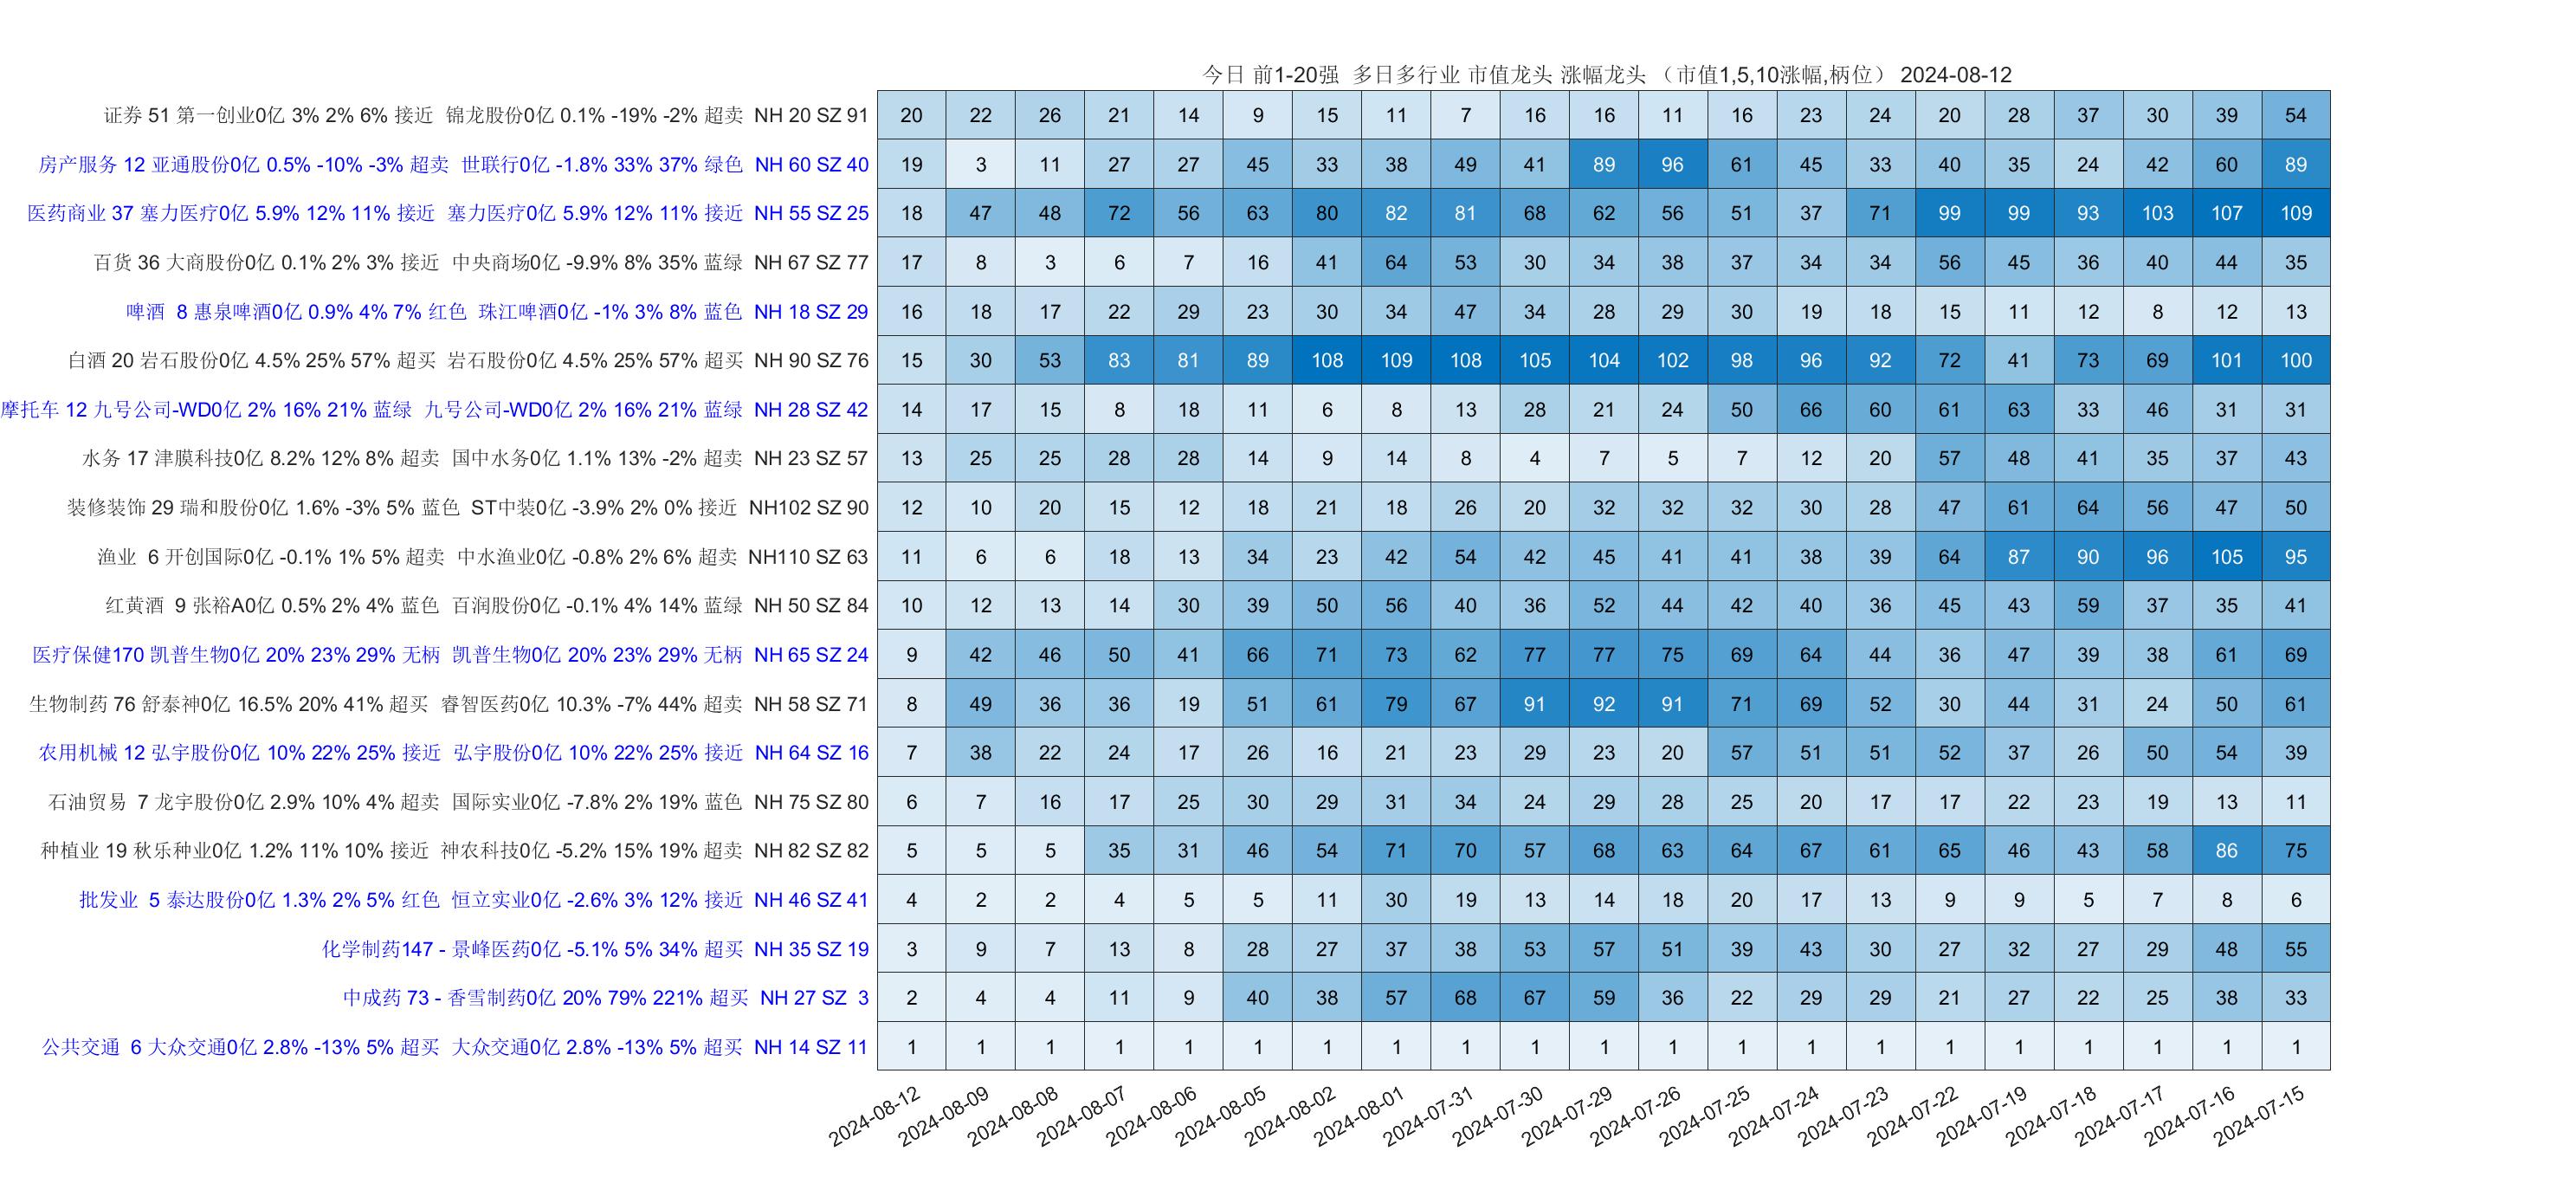 今日 前1-20强  多日多行业 市值龙头 涨幅龙头 （市值1,5,10涨幅,柄位） 2024-08-12
证券 51 第一创业0亿 3% 2% 6% 接近  锦龙股份0亿 0.1% -19% -2% 超卖  NH 20 SZ 91 20 22 26 21 14 9 15 11 7 16 16 11 16 23 24 20 28 37 30 39 54
房产服务 12 亚通股份0亿 0.5% -10% -3% 超卖  世联行0亿 -1.8% 33% 37% 绿色  NH 60 SZ 40 19 3 11 27 27 45 33 38 49 41 89 96 61 45 33 40 35 24 42 60 89
医药商业 37 塞力医疗0亿 5.9% 12% 11% 接近  塞力医疗0亿 5.9% 12% 11% 接近  NH 55 SZ 25 18 47 48 72 56 63 80 82 81 68 62 56 51 37 71 99 99 93 103 107 109
百货 36 大商股份0亿 0.1% 2% 3% 接近  中央商场0亿 -9.9% 8% 35% 蓝绿  NH 67 SZ 77 17 8 3 6 7 16 41 64 53 30 34 38 37 34 34 56 45 36 40 44 35
啤酒  8 惠泉啤酒0亿 0.9% 4% 7% 红色  珠江啤酒0亿 -1% 3% 8% 蓝色  NH 18 SZ 29 16 18 17 22 29 23 30 34 47 34 28 29 30 19 18 15 11 12 8 12 13
白酒 20 岩石股份0亿 4.5% 25% 57% 超买  岩石股份0亿 4.5% 25% 57% 超买  NH 90 SZ 76 15 30 53 83 81 89 108 109 108 105 104 102 98 96 92 72 41 73 69 101 100
摩托车 12 九号公司-WD0亿 2% 16% 21% 蓝绿  九号公司-WD0亿 2% 16% 21% 蓝绿  NH 28 SZ 42 14 17 15 8 18 11 6 8 13 28 21 24 50 66 60 61 63 33 46 31 31
水务 17 津膜科技0亿 8.2% 12% 8% 超卖  国中水务0亿 1.1% 13% -2% 超卖  NH 23 SZ 57 13 25 25 28 28 14 9 14 8 4 7 5 7 12 20 57 48 41 35 37 43
装修装饰 29 瑞和股份0亿 1.6% -3% 5% 蓝色  ST中装0亿 -3.9% 2% 0% 接近  NH102 SZ 90 12 10 20 15 12 18 21 18 26 20 32 32 32 30 28 47 61 64 56 47 50
渔业  6 开创国际0亿 -0.1% 1% 5% 超卖  中水渔业0亿 -0.8% 2% 6% 超卖  NH110 SZ 63 11 6 6 18 13 34 23 42 54 42 45 41 41 38 39 64 87 90 96 105 95
红黄酒  9 张裕A0亿 0.5% 2% 4% 蓝色  百润股份0亿 -0.1% 4% 14% 蓝绿  NH 50 SZ 84 10 12 13 14 30 39 50 56 40 36 52 44 42 40 36 45 43 59 37 35 41
医疗保健170 凯普生物0亿 20% 23% 29% 无柄  凯普生物0亿 20% 23% 29% 无柄  NH 65 SZ 24 9 42 46 50 41 66 71 73 62 77 77 75 69 64 44 36 47 39 38 61 69
生物制药 76 舒泰神0亿 16.5% 20% 41% 超买  睿智医药0亿 10.3% -7% 44% 超卖  NH 58 SZ 71 8 49 36 36 19 51 61 79 67 91 92 91 71 69 52 30 44 31 24 50 61
农用机械 12 弘宇股份0亿 10% 22% 25% 接近  弘宇股份0亿 10% 22% 25% 接近  NH 64 SZ 16 7 38 22 24 17 26 16 21 23 29 23 20 57 51 51 52 37 26 50 54 39
石油贸易  7 龙宇股份0亿 2.9% 10% 4% 超卖  国际实业0亿 -7.8% 2% 19% 蓝色  NH 75 SZ 80 6 7 16 17 25 30 29 31 34 24 29 28 25 20 17 17 22 23 19 13 11
种植业 19 秋乐种业0亿 1.2% 11% 10% 接近  神农科技0亿 -5.2% 15% 19% 超卖  NH 82 SZ 82 5 5 5 35 31 46 54 71 70 57 68 63 64 67 61 65 46 43 58 86 75
批发业  5 泰达股份0亿 1.3% 2% 5% 红色  恒立实业0亿 -2.6% 3% 12% 接近  NH 46 SZ 41 4 2 2 4 5 5 11 30 19 13 14 18 20 17 13 9 9 5 7 8 6
化学制药147 - 景峰医药0亿 -5.1% 5% 34% 超买  NH 35 SZ 19 3 9 7 13 8 28 27 37 38 53 57 51 39 43 30 27 32 27 29 48 55
中成药 73 - 香雪制药0亿 20% 79% 221% 超买  NH 27 SZ  3 2 4 4 11 9 40 38 57 68 67 59 36 22 29 29 21 27 22 25 38 33
公共交通  6 大众交通0亿 2.8% -13% 5% 超买  大众交通0亿 2.8% -13% 5% 超买  NH 14 SZ 11 1 1 1 1 1 1 1 1 1 1 1 1 1 1 1 1 1 1 1 1 1
2024-08-12 2024-08-09 2024-08-08 2024-08-07 2024-08-06 2024-08-05 2024-08-02 2024-08-01 2024-07-31 2024-07-30 2024-07-29 2024-07-26 2024-07-25 2024-07-24 2024-07-23 2024-07-22 2024-07-19 2024-07-18 2024-07-17 2024-07-16 2024-07-15